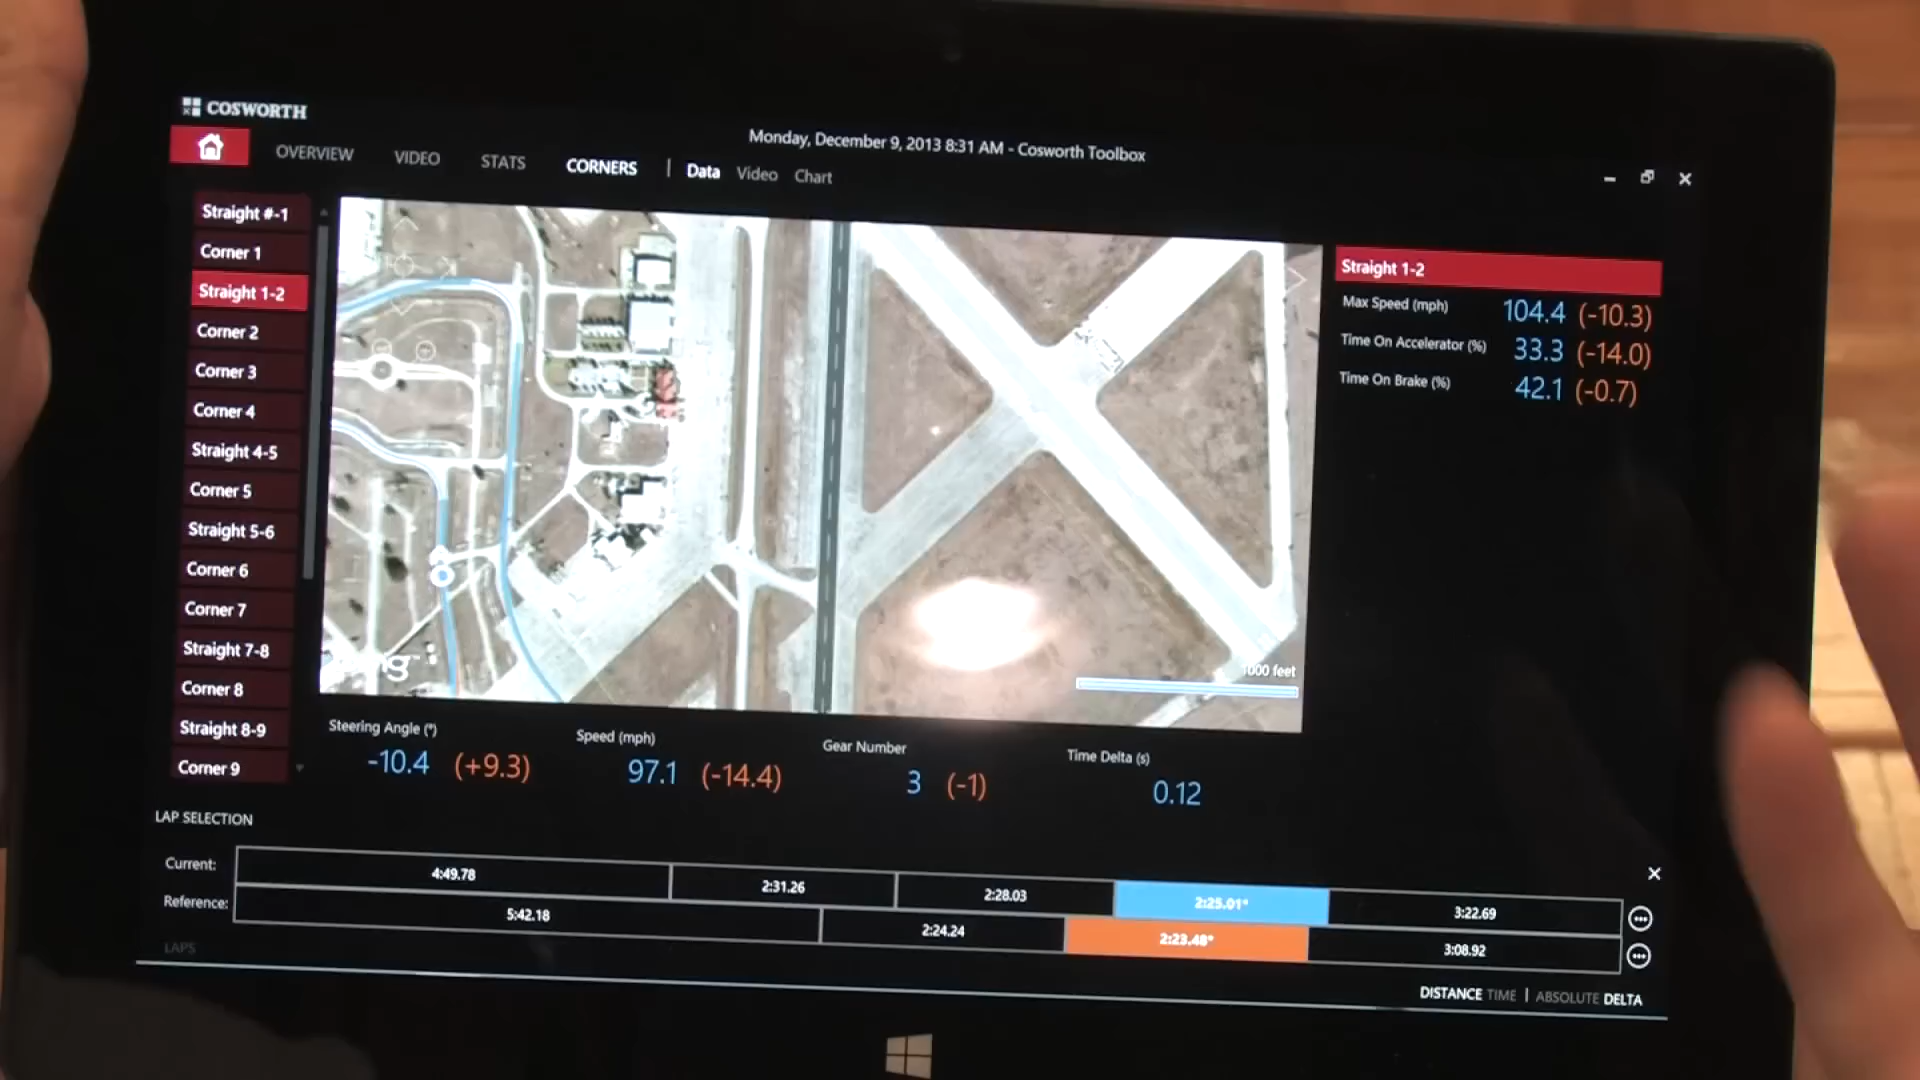 COSWORTH
Monday, December 9, 2013 8:31 AM - Cosworth Toolbox
OVERVIEW VIDEO STATS CORNERS | Data Video Chart
Straight #-1
Corner 1
Straight 1-2
Corner 2
Corner 3
Corner 4
Straight 4-5
Corner 5
Straight 5-6
Corner 6
Corner 7
Straight 7-8
Corner 8
Straight 8-9
Corner 9
1000 feet
Straight 1-2
Max Speed (mph) 104.4 (-10.3)
Time On Accelerator (%) 33.3 (-14.0)
Time On Brake (%) 42.1 (-0.7)
Steering Angle (°) Speed (mph) Gear Number Time Delta (s)
-10.4 (+9.3) 97.1 (-14.4) 3 (-1) 0.12
LAP SELECTION
Current: 4:49.78 2:31.26 2:28.03 2:25.01* 3:22.69
Reference: 5:42.18 2:24.24 2:23.48* 3:08.92
LAPS
DISTANCE TIME | ABSOLUTE DELTA